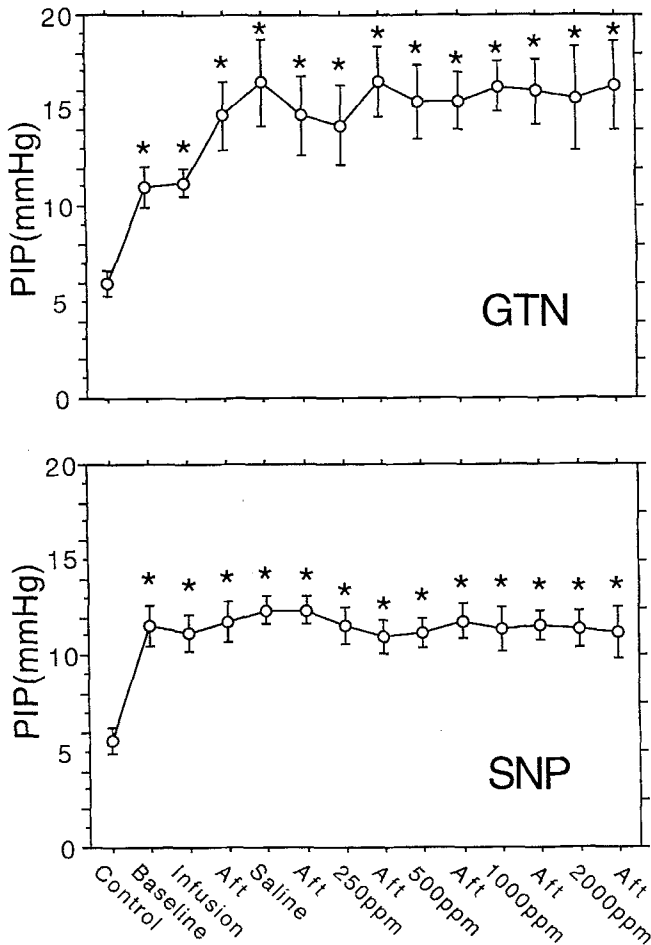 20
*
*
*
*
*
*
*
*
*
*
*
*
*
15
10
5
0
PIP(mmHg)
GTN
20
15
*
*
*
*
*
*
*
*
*
*
*
*
*
10
5
0
PIP(mmHg)
SNP
Control
Baseline
Infusion
Aft
Saline
Aft
250ppm
Aft
500ppm
Aft
1000ppm
Aft
2000ppm
Aft